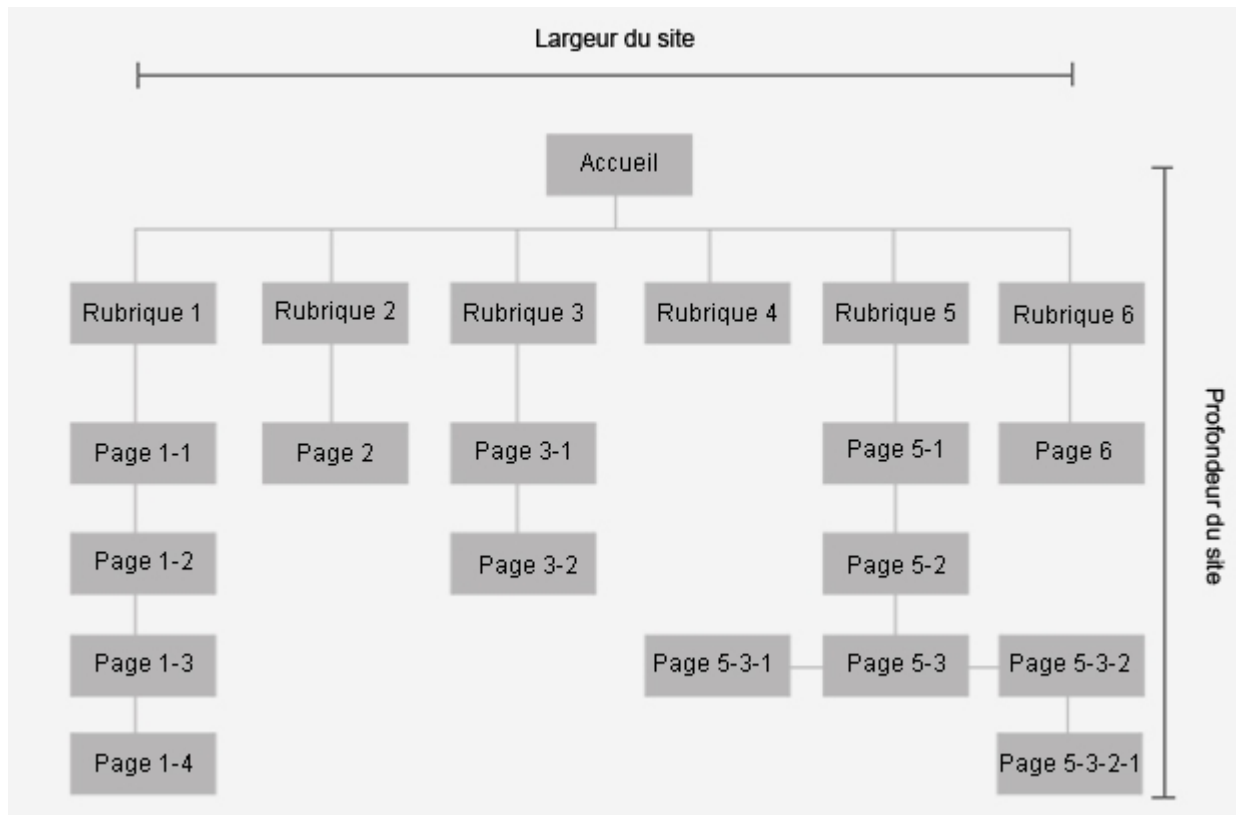 Largeur du site
Accueil
Rubrique 1
Rubrique 2
Rubrique 3
Rubrique 4
Rubrique 5
Rubrique 6
Profondeur du site
Page 1-1
Page 2
Page 3-1
Page 5-1
Page 6
Page 1-2
Page 3-2
Page 5-2
Page 1-3
Page 5-3-1
Page 5-3
Page 5-3-2
Page 1-4
Page 5-3-2-1